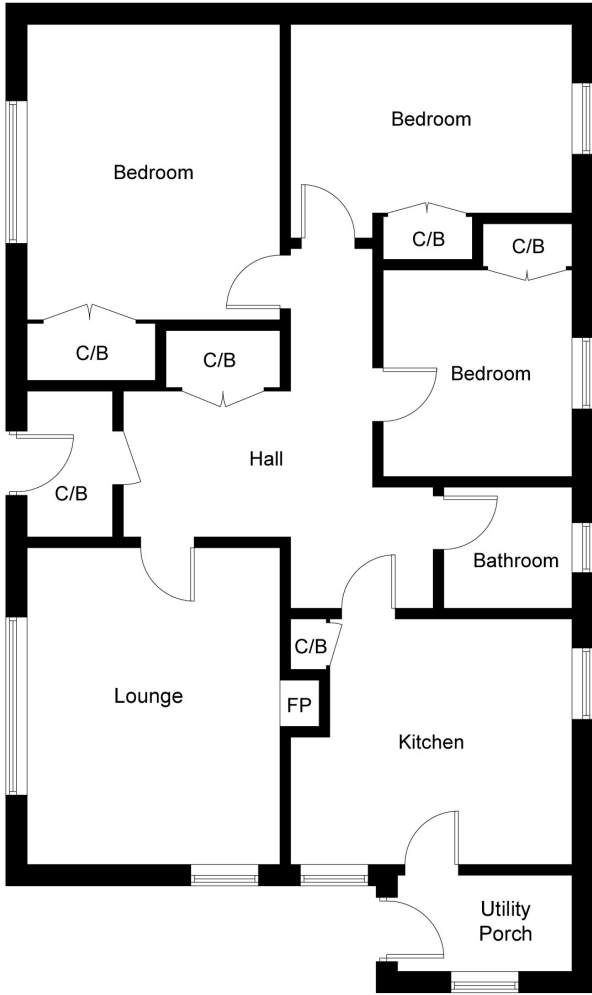 Bedroom
Bedroom
C/B
C/B
C/B
C/B
Bedroom
Hall
C/B
Bathroom
C/B
Lounge
FP
Kitchen
Utility
Porch